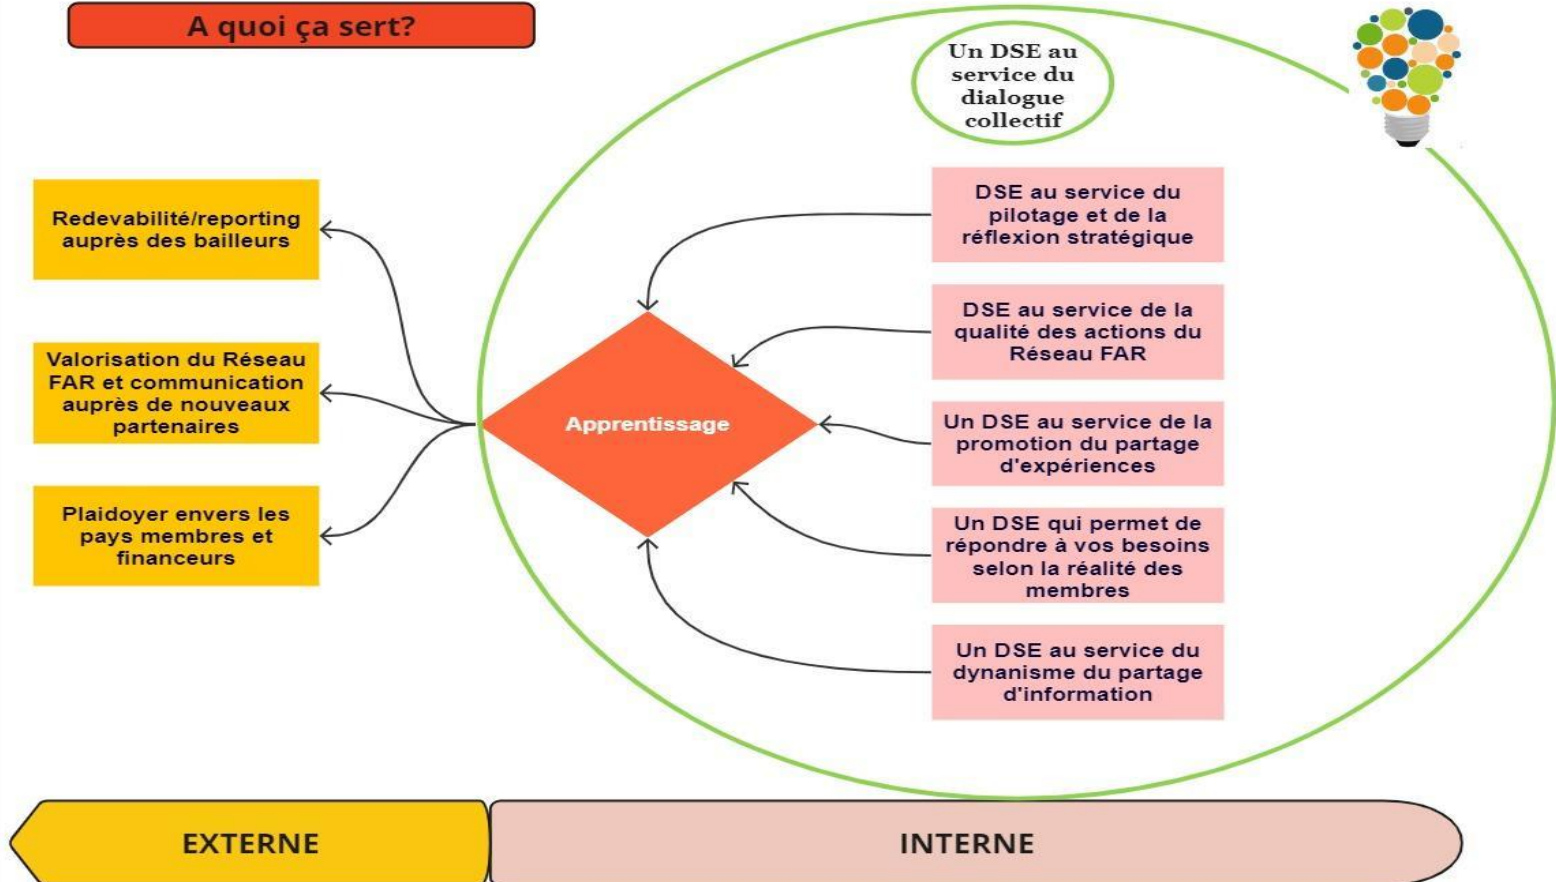 A quoi ça sert?
Un DSE au
service du
dialogue
collectif
Redevabilité/reporting
auprès des bailleurs
Valorisation du Réseau
FAR et communication
auprès de nouveaux
partenaires
Plaidoyer envers les
pays membres et
financeurs
Apprentissage
DSE au service du
pilotage et de la
réflexion stratégique
DSE au service de la
qualité des actions du
Réseau FAR
Un DSE au service de la
promotion du partage
d'expériences
Un DSE qui permet de
répondre à vos besoins
selon la réalité des
membres
Un DSE au service du
dynanisme du partage
d'information
EXTERNE
INTERNE